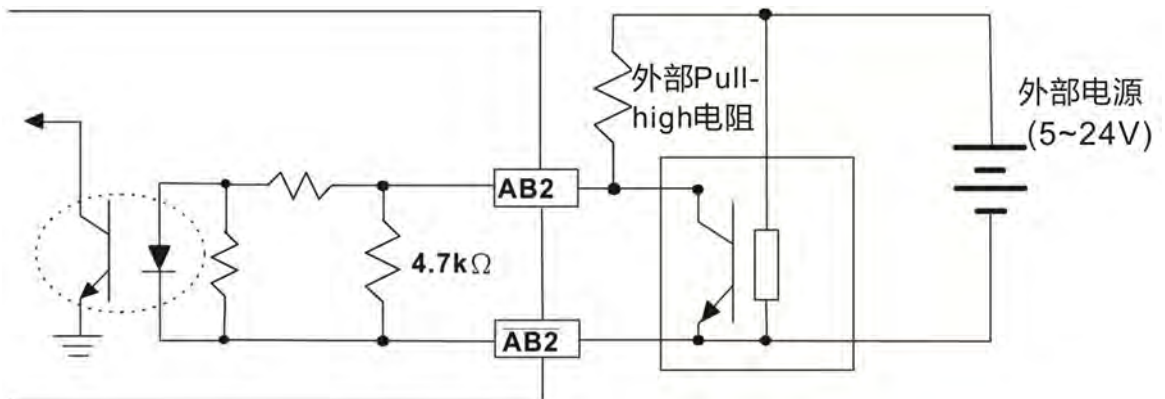 外部Pull-
high电阻
外部电源
(5~24V)
AB2
4.7kΩ
A̅B̅2̅